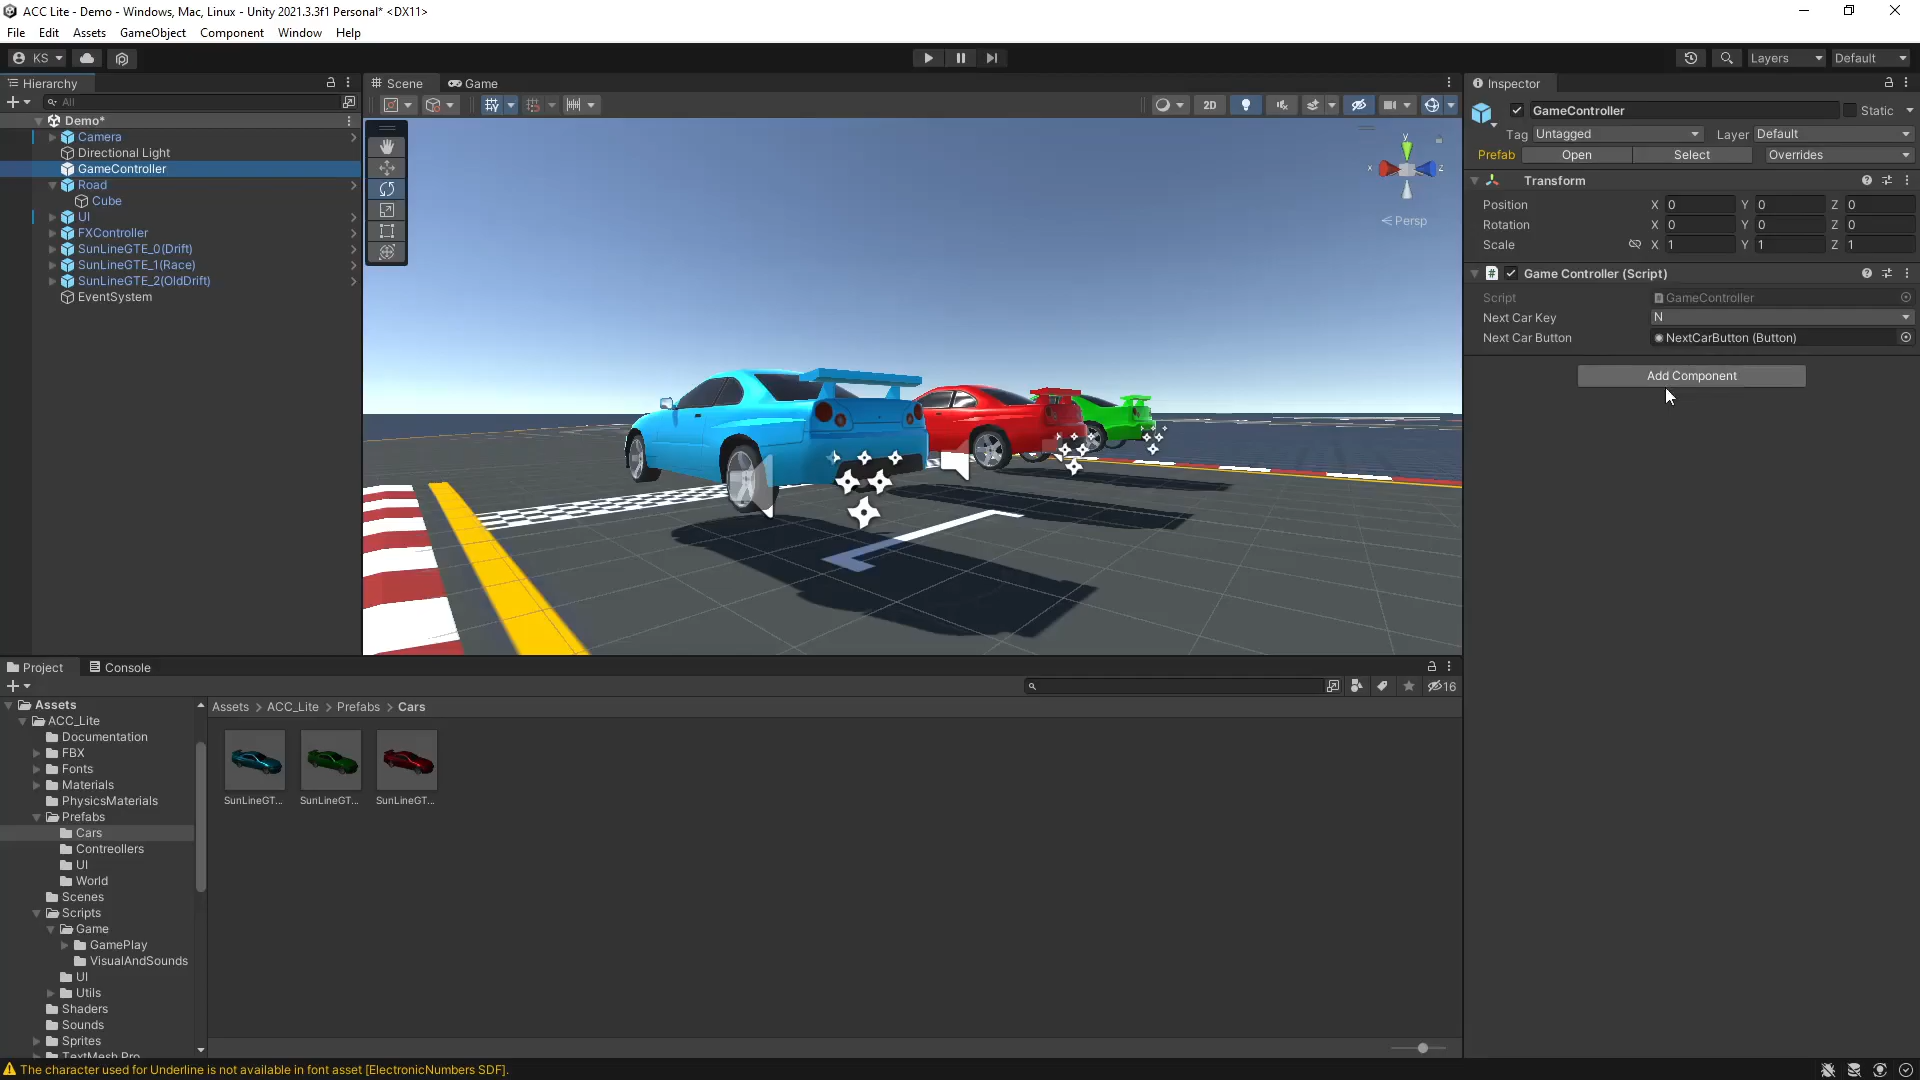 ACC Lite - Demo - Windows, Mac, Linux - Unity 2021.3.3f1 Personal* <DX11>
File Edit Assets GameObject Component Window Help
KS
Layers
Default
Hierarchy
All
Scene
Game
Inspector
2D
Demo*
Camera
Directional Light
GameController
Road
Cube
UI
FXController
SunLineGTE_0(Drift)
SunLineGTE_1(Race)
SunLineGTE_2(OldDrift)
EventSystem
y
x
z
Persp
GameController
Static
Tag Untagged
Layer Default
Prefab Open Select Overrides
Transform
Position X 0 Y 0 Z 0
Rotation X 0 Y 0 Z 0
Scale X 1 Y 1 Z 1
# Game Controller (Script)
Script GameController
Next Car Key N
Next Car Button NextCarButton (Button)
Add Component
Project
Console
16
Assets
ACC_Lite
Documentation
FBX
Fonts
Materials
PhysicsMaterials
Prefabs
Cars
Contreollers
UI
World
Scenes
Scripts
Game
GamePlay
VisualAndSounds
UI
Utils
Shaders
Sounds
Sprites
TextMesh Pro
Assets > ACC_Lite > Prefabs > Cars
SunLineGT... SunLineGT... SunLineGT...
The character used for Underline is not available in font asset [ElectronicNumbers SDF].